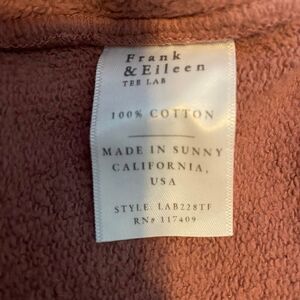 Frank
& Eileen
TEE LAB
100% COTTON
MADE IN SUNNY
CALIFORNIA,
USA
STYLE: LAB228TF
RN# 117409